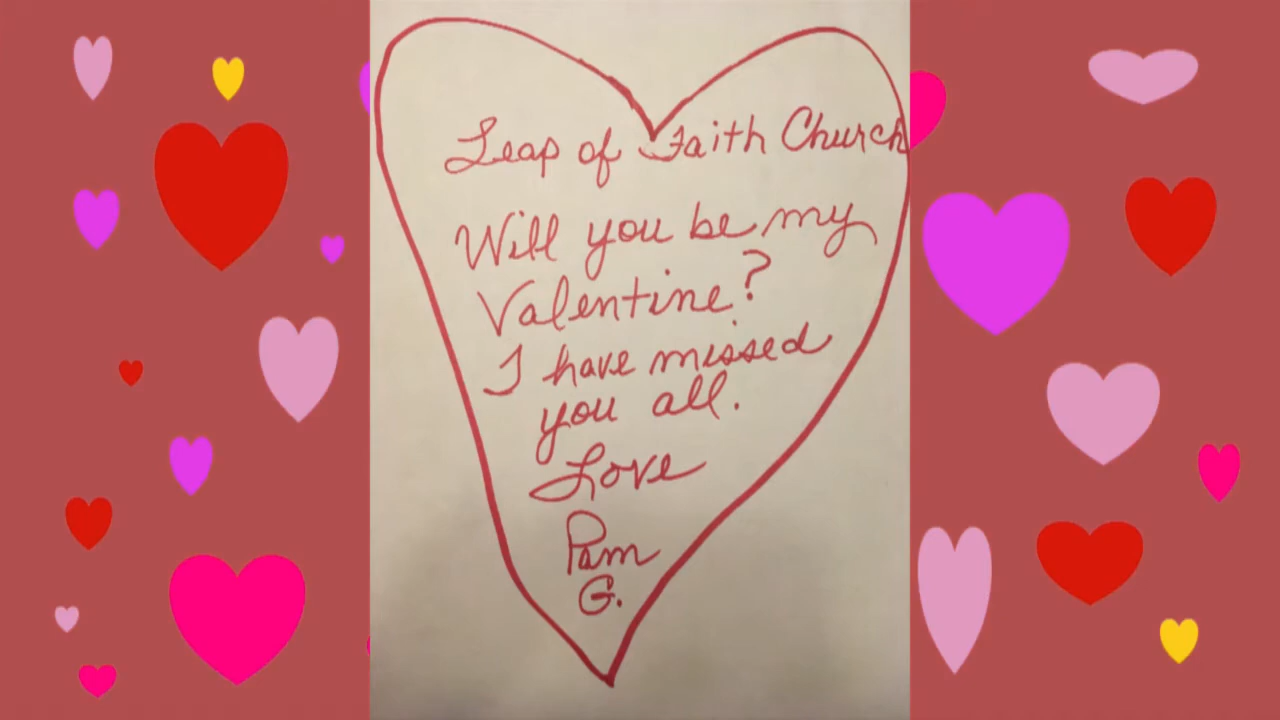 Leap of Faith Church
Will you be my
Valentine?
I have missed
you all.
Love
Pam
G.